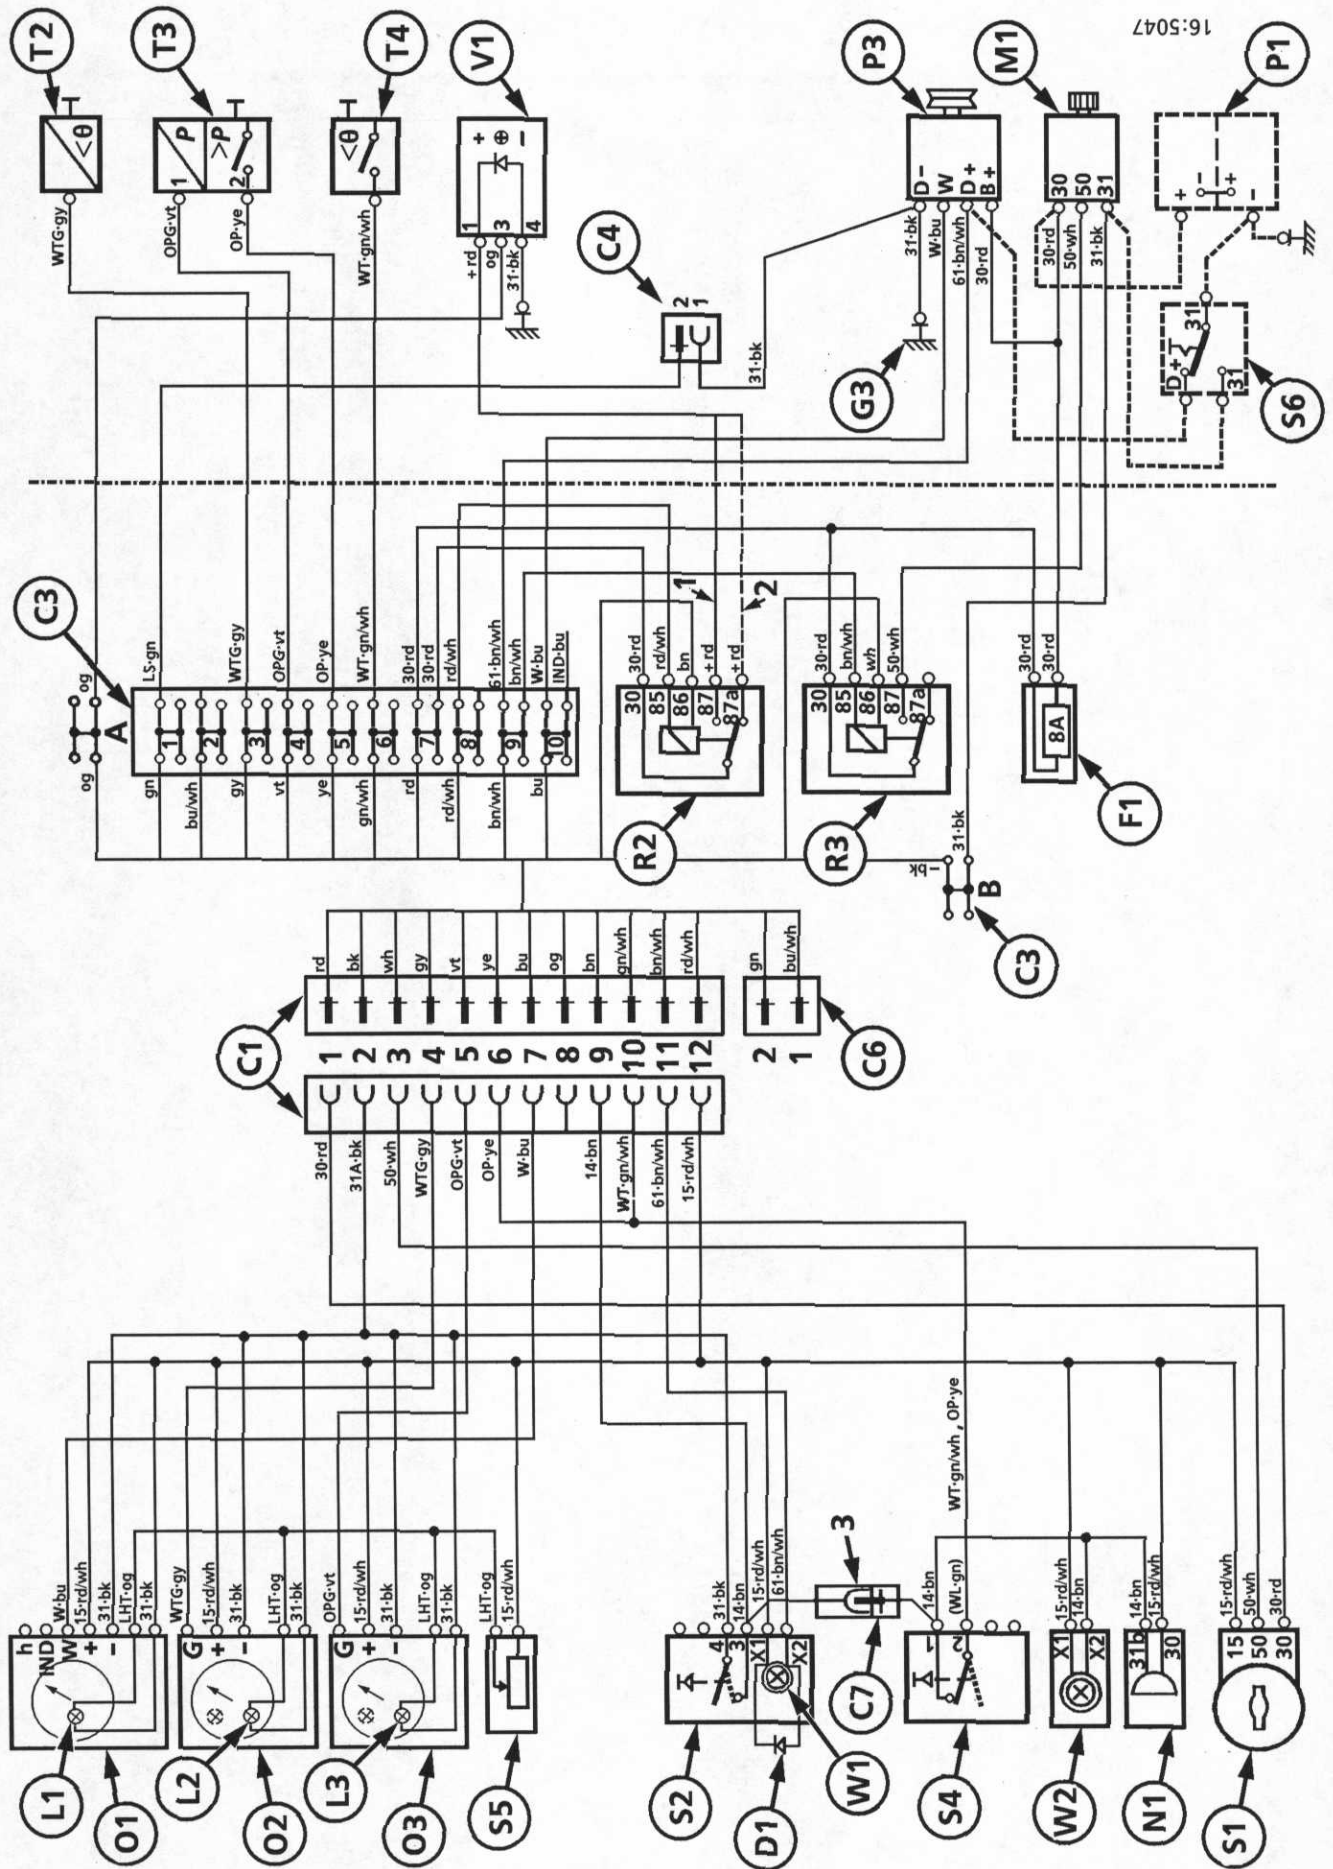 16:5047
T2
<θ
WTG·gy
T3
1
P
>P
2
OPG·vt
OP·ye
T4
<θ
WT·gn/wh
V1
+
⊕
−
1
3
4
+rd
og
31·bk
C4
2
1
31·bk
P3
D−
W
D+
B+
31·bk
W·bu
61·bn/wh
30·rd
G3
M1
30
50
31
30·rd
50·wh
31·bk
P1
+
−
−
+
S6
D+
31
31
C3
og
og
A
1
2
3
4
5
6
7
8
9
10
LS·gn
WTG·gy
OPG·vt
OP·ye
WT·gn/wh
30·rd
30·rd
rd/wh
61·bn/wh
bn/wh
W·bu
IND·bu
gn
bu/wh
gy
vt
ye
gn/wh
rd
rd/wh
bn/wh
bu
R2
30
85
86
87
87a
30·rd
rd/wh
bn
+rd
+rd
1
2
R3
30
85
86
87
87a
30·rd
bn/wh
wh
50·wh
F1
8A
30·rd
30·rd
C3
B
−bk
31·bk
C1
rd
bk
wh
gy
vt
ye
bu
og
bn
gn/wh
bn/wh
rd/wh
1
2
3
4
5
6
7
8
9
10
11
12
30·rd
31A·bk
50·wh
WTG·gy
OPG·vt
OP·ye
W·bu
14·bn
WT·gn/wh
61·bn/wh
15·rd/wh
C6
gn
bu/wh
2
1
WT·gn/wh , OP·ye
L1
O1
h
IND
W
+
−
W·bu
15·rd/wh
31·bk
LHT·og
31·bk
L2
O2
G
+
−
WTG·gy
15·rd/wh
31·bk
LHT·og
31·bk
L3
O3
G
+
−
OPG·vt
15·rd/wh
31·bk
LHT·og
31·bk
S5
LHT·og
15·rd/wh
S2
4
3
X1
X2
31·bk
14·bn
15·rd/wh
61·bn/wh
D1
W1
C7
3
S4
1
2
14·bn
(WL·gn)
W2
X1
X2
15·rd/wh
14·bn
N1
31b
30
14·bn
15·rd/wh
S1
15
50
30
15·rd/wh
50·wh
30·rd